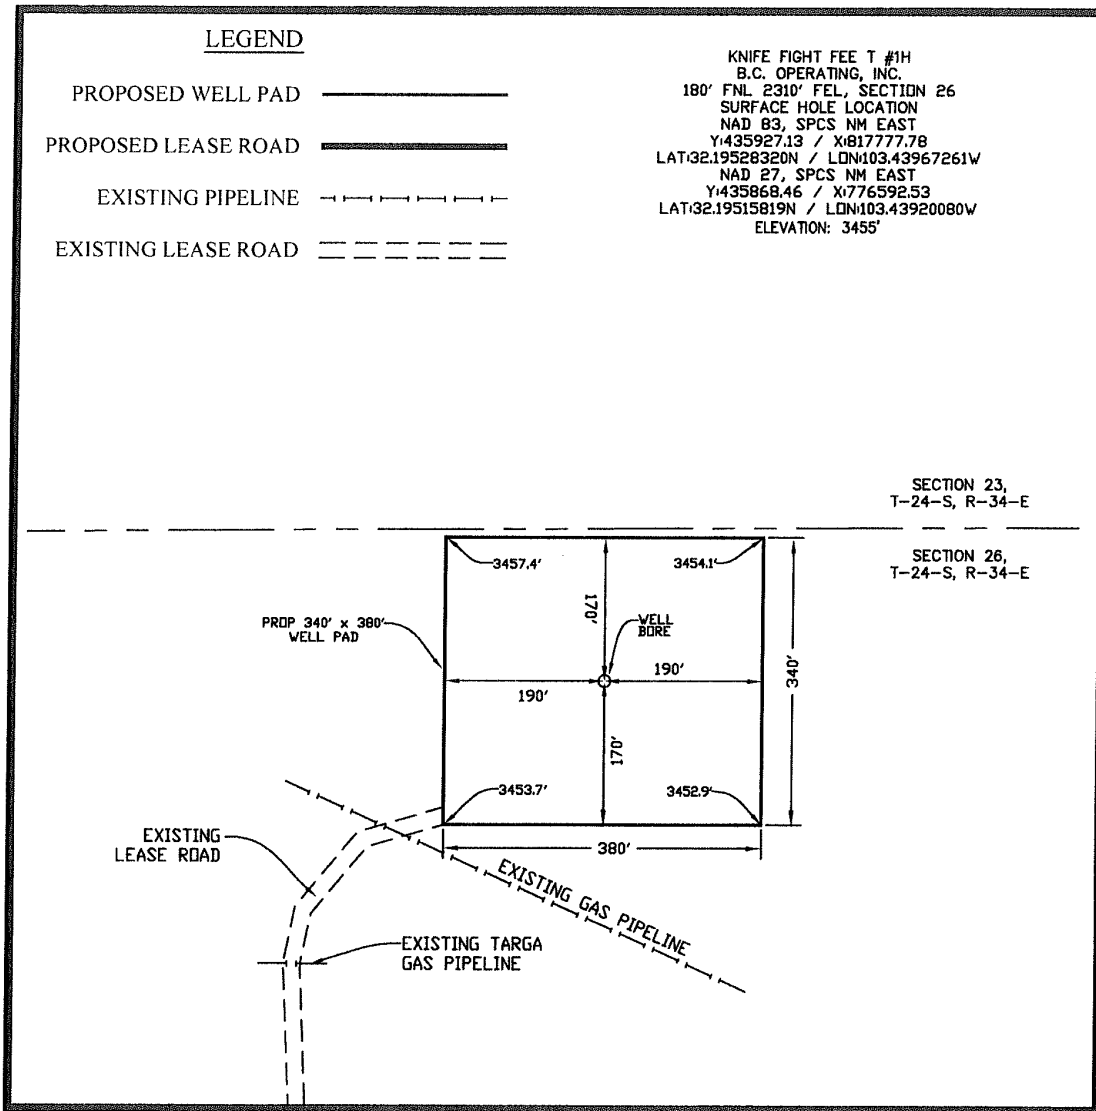 LEGEND
PROPOSED WELL PAD
PROPOSED LEASE ROAD
EXISTING PIPELINE
EXISTING LEASE ROAD
KNIFE FIGHT FEE T #1H
B.C. OPERATING, INC.
180' FNL 2310' FEL, SECTION 26
SURFACE HOLE LOCATION
NAD 83, SPCS NM EAST
Y:435927.13 / X:817777.78
LAT:32.19528320N / LON:103.43967261W
NAD 27, SPCS NM EAST
Y:435868.46 / X:776592.53
LAT:32.19515819N / LON:103.43920080W
ELEVATION: 3455'
SECTION 23,
T-24-S, R-34-E
SECTION 26,
T-24-S, R-34-E
3457.4'
3454.1'
170'
WELL
BORE
PROP 340' x 380'
WELL PAD
190'
190'
340'
170'
3453.7'
3452.9'
380'
EXISTING
LEASE ROAD
EXISTING GAS PIPELINE
EXISTING TARGA
GAS PIPELINE